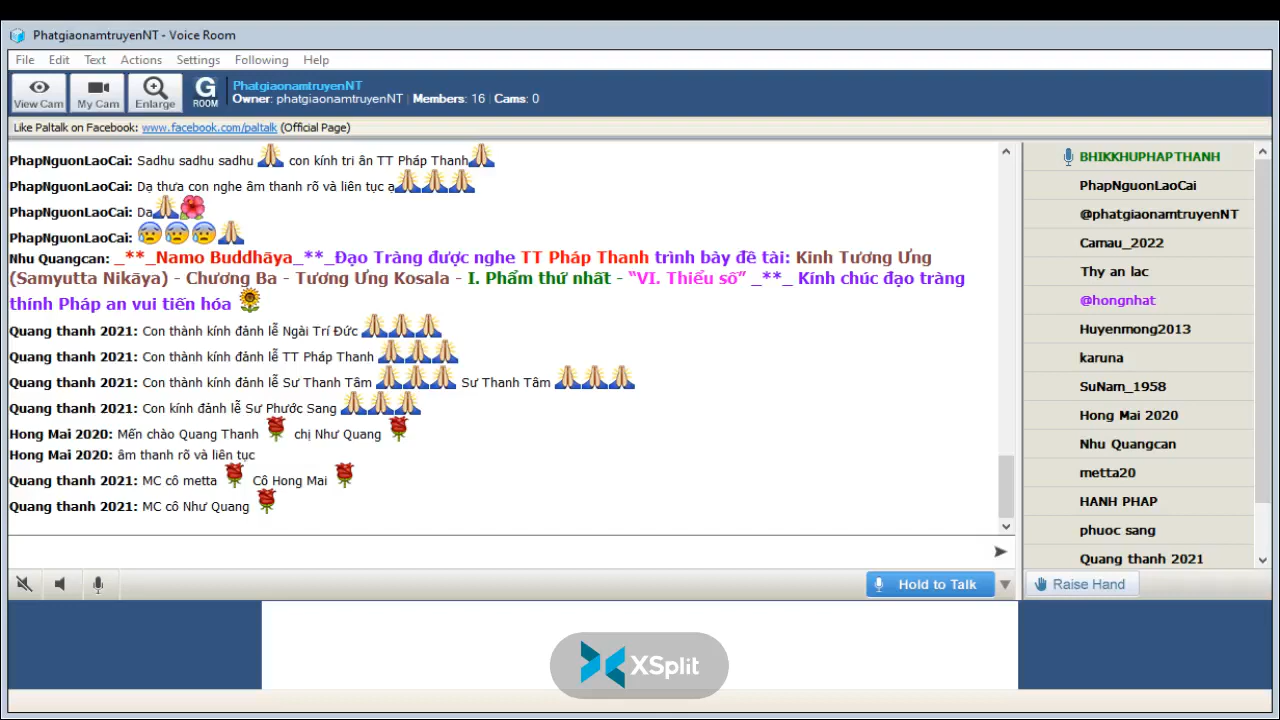 PhatgiaonamtruyenNT - Voice Room
File Edit Text Actions Settings Following Help
View Cam
My Cam
Enlarge
G
ROOM
PhatgiaonamtruyenNT
Owner: phatgiaonamtruyenNT | Members: 16 | Cams: 0
Like Paltalk on Facebook: www.facebook.com/paltalk (Official Page)
PhapNguonLaoCai: Sadhu sadhu sadhu con kính tri ân TT Pháp Thanh
PhapNguonLaoCai: Dạ thưa con nghe âm thanh rõ và liên tục ạ
PhapNguonLaoCai: Da
PhapNguonLaoCai:
Nhu Quangcan: _**_Namo Buddhāya_**_Đạo Tràng được nghe TT Pháp Thanh trình bày đề tài: Kinh Tương Ưng
(Samyutta Nikāya) - Chương Ba - Tương Ưng Kosala - I. Phẩm thứ nhất - “VI. Thiểu số” _**_ Kính chúc đạo tràng
thính Pháp an vui tiến hóa
Quang thanh 2021: Con thành kính đảnh lễ Ngài Trí Đức
Quang thanh 2021: Con thành kính đảnh lễ TT Pháp Thanh
Quang thanh 2021: Con thành kính đảnh lễ Sư Thanh Tâm Sư Thanh Tâm
Quang thanh 2021: Con kính đảnh lễ Sư Phước Sang
Hong Mai 2020: Mến chào Quang Thanh chị Như Quang
Hong Mai 2020: âm thanh rõ và liên tục
Quang thanh 2021: MC cô metta Cô Hong Mai
Quang thanh 2021: MC cô Như Quang
BHIKKHUPHAPTHANH
PhapNguonLaoCai
@phatgiaonamtruyenNT
Camau_2022
Thy an lac
@hongnhat
Huyenmong2013
karuna
SuNam_1958
Hong Mai 2020
Nhu Quangcan
metta20
HANH PHAP
phuoc sang
Quang thanh 2021
Hold to Talk
Raise Hand
XSplit